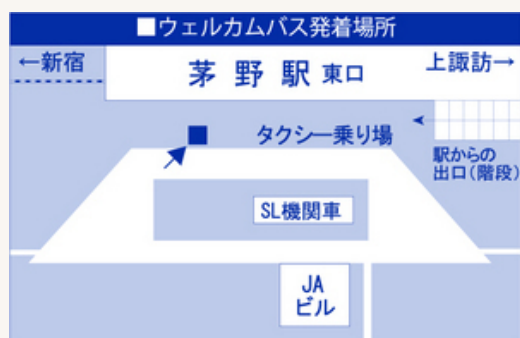 ■ウェルカムバス発着場所
←新宿
茅野駅 東口
上諏訪→
タクシー乗り場
駅からの
出口(階段)
SL機関車
JA
ビル